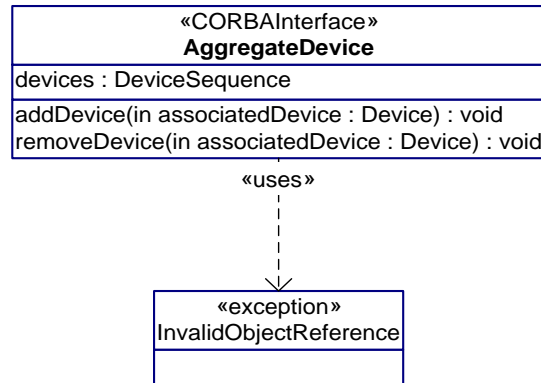 «CORBAInterface»
AggregateDevice
devices : DeviceSequence
addDevice(in associatedDevice : Device) : void
removeDevice(in associatedDevice : Device) : void
«uses»
«exception»
InvalidObjectReference